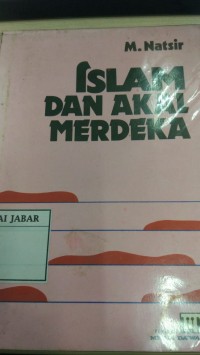 M. Natsir
ISLAM
DAN AKAL
MERDEKA
AI JABAR